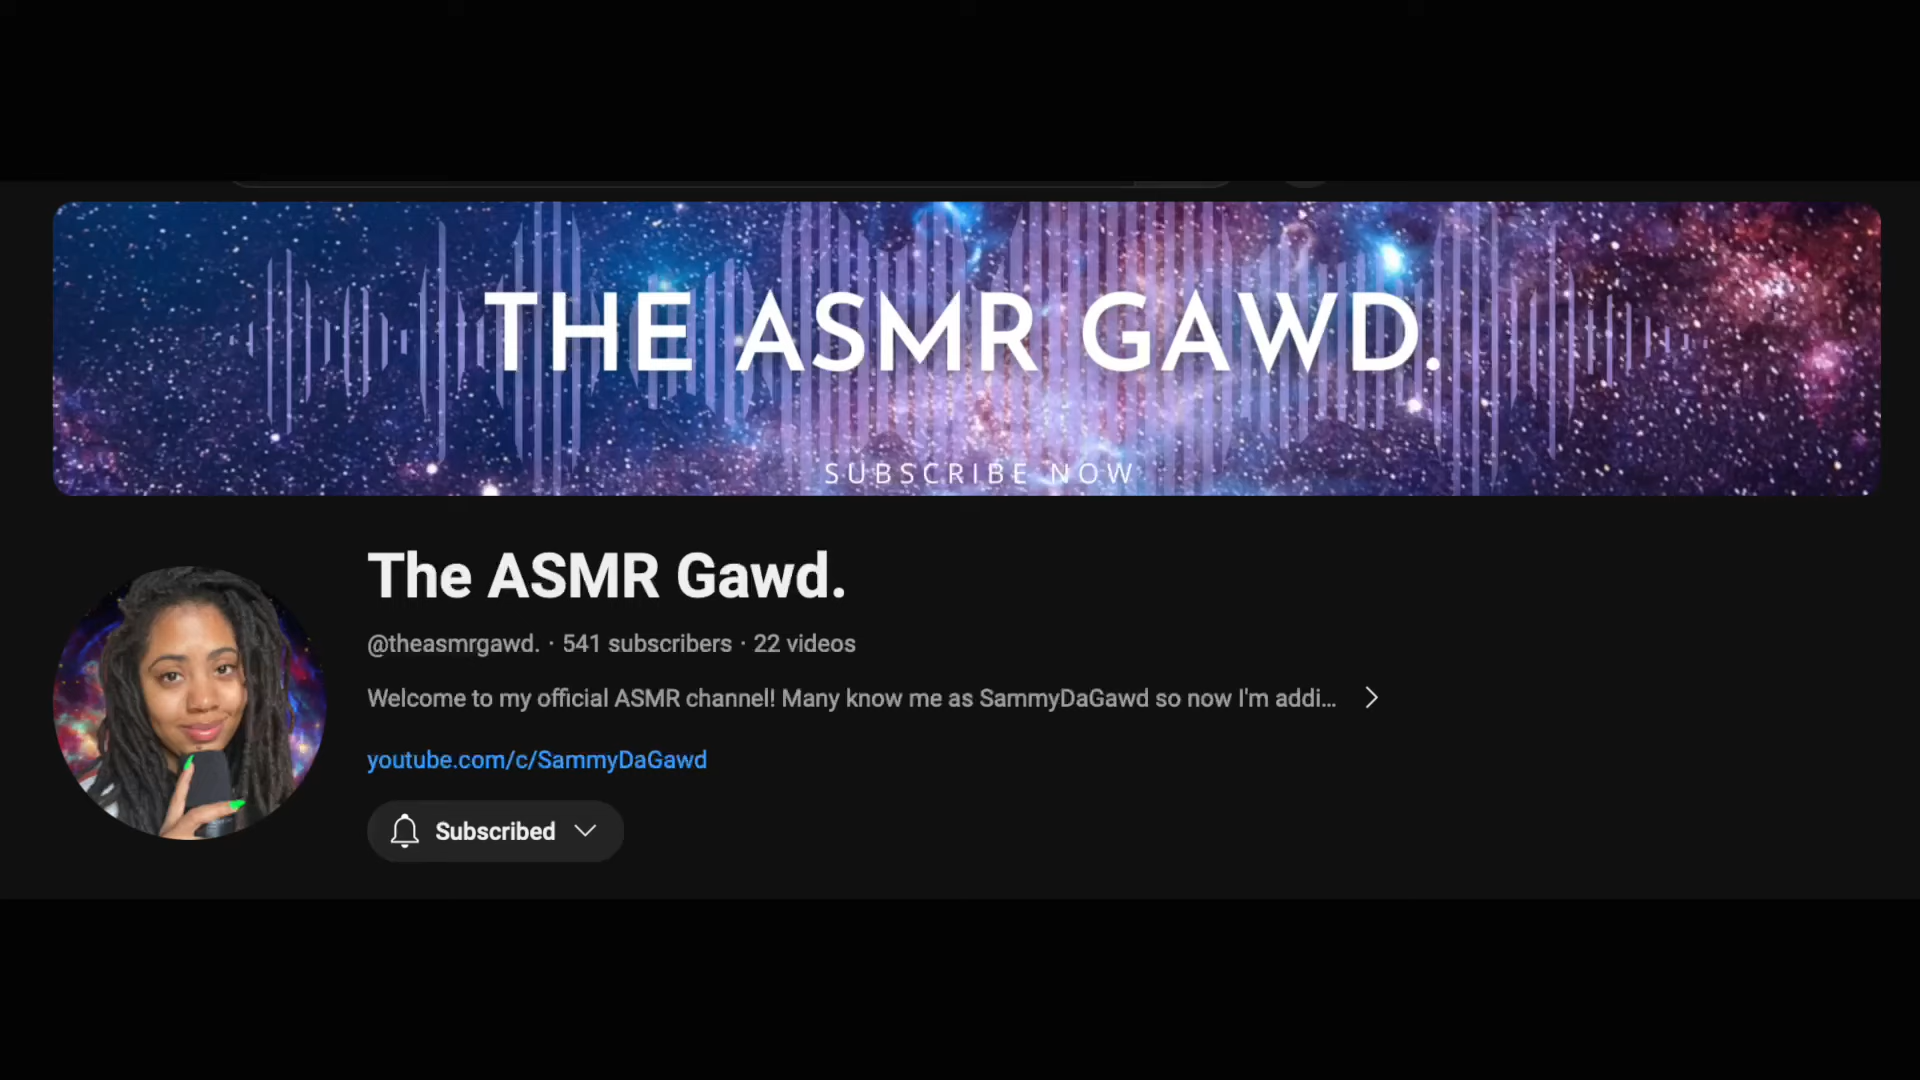 THE ASMR GAWD.
SUBSCRIBE NOW
The ASMR Gawd.
@theasmrgawd. · 541 subscribers · 22 videos
Welcome to my official ASMR channel! Many know me as SammyDaGawd so now I'm addi...
youtube.com/c/SammyDaGawd
Subscribed